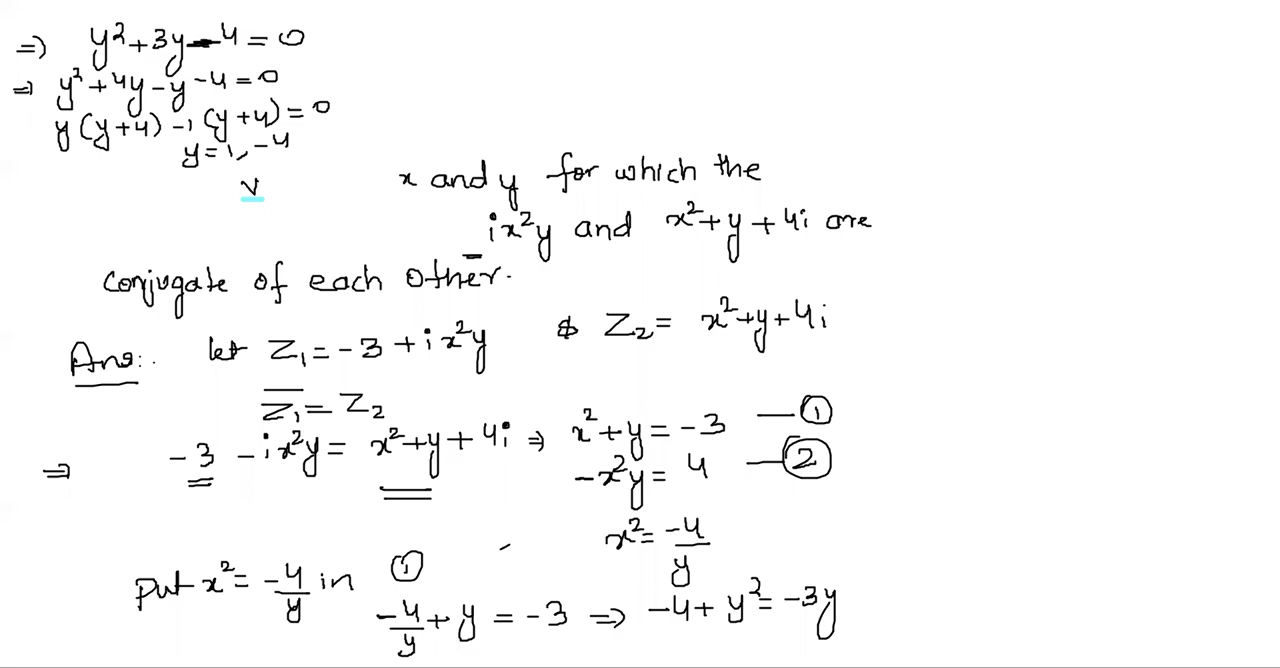 ⇒ y²+3y-4=0
⇒ y²+4y-y-4=0
y(y+4)-1(y+4)=0
y=1,-4
x and y for which the
ix²y and x²+y+4i are
conjugate of each other.
Ans:. let Z₁=-3+ix²y & Z₂= x²+y+4i
Z̅₁=Z₂
⇒ -3-ix²y= x²+y+4i ⇒ x²+y=-3 —①
-x²y= 4 —②
x²=-4/y
Put x²=-4/y in ①
-4/y+y=-3 ⇒ -4+y²=-3y